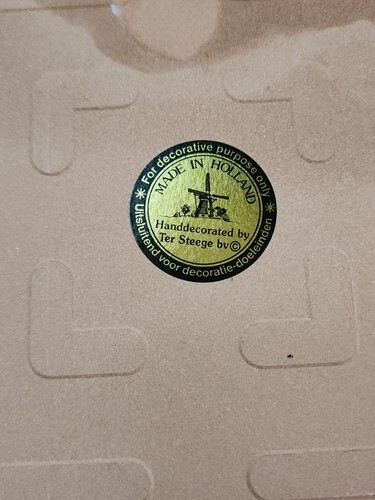 ✳ For decorative purpose only ✳
MADE IN HOLLAND
Handdecorated by
Ter Steege bv©
Uitsluitend voor decoratie-doeleinden